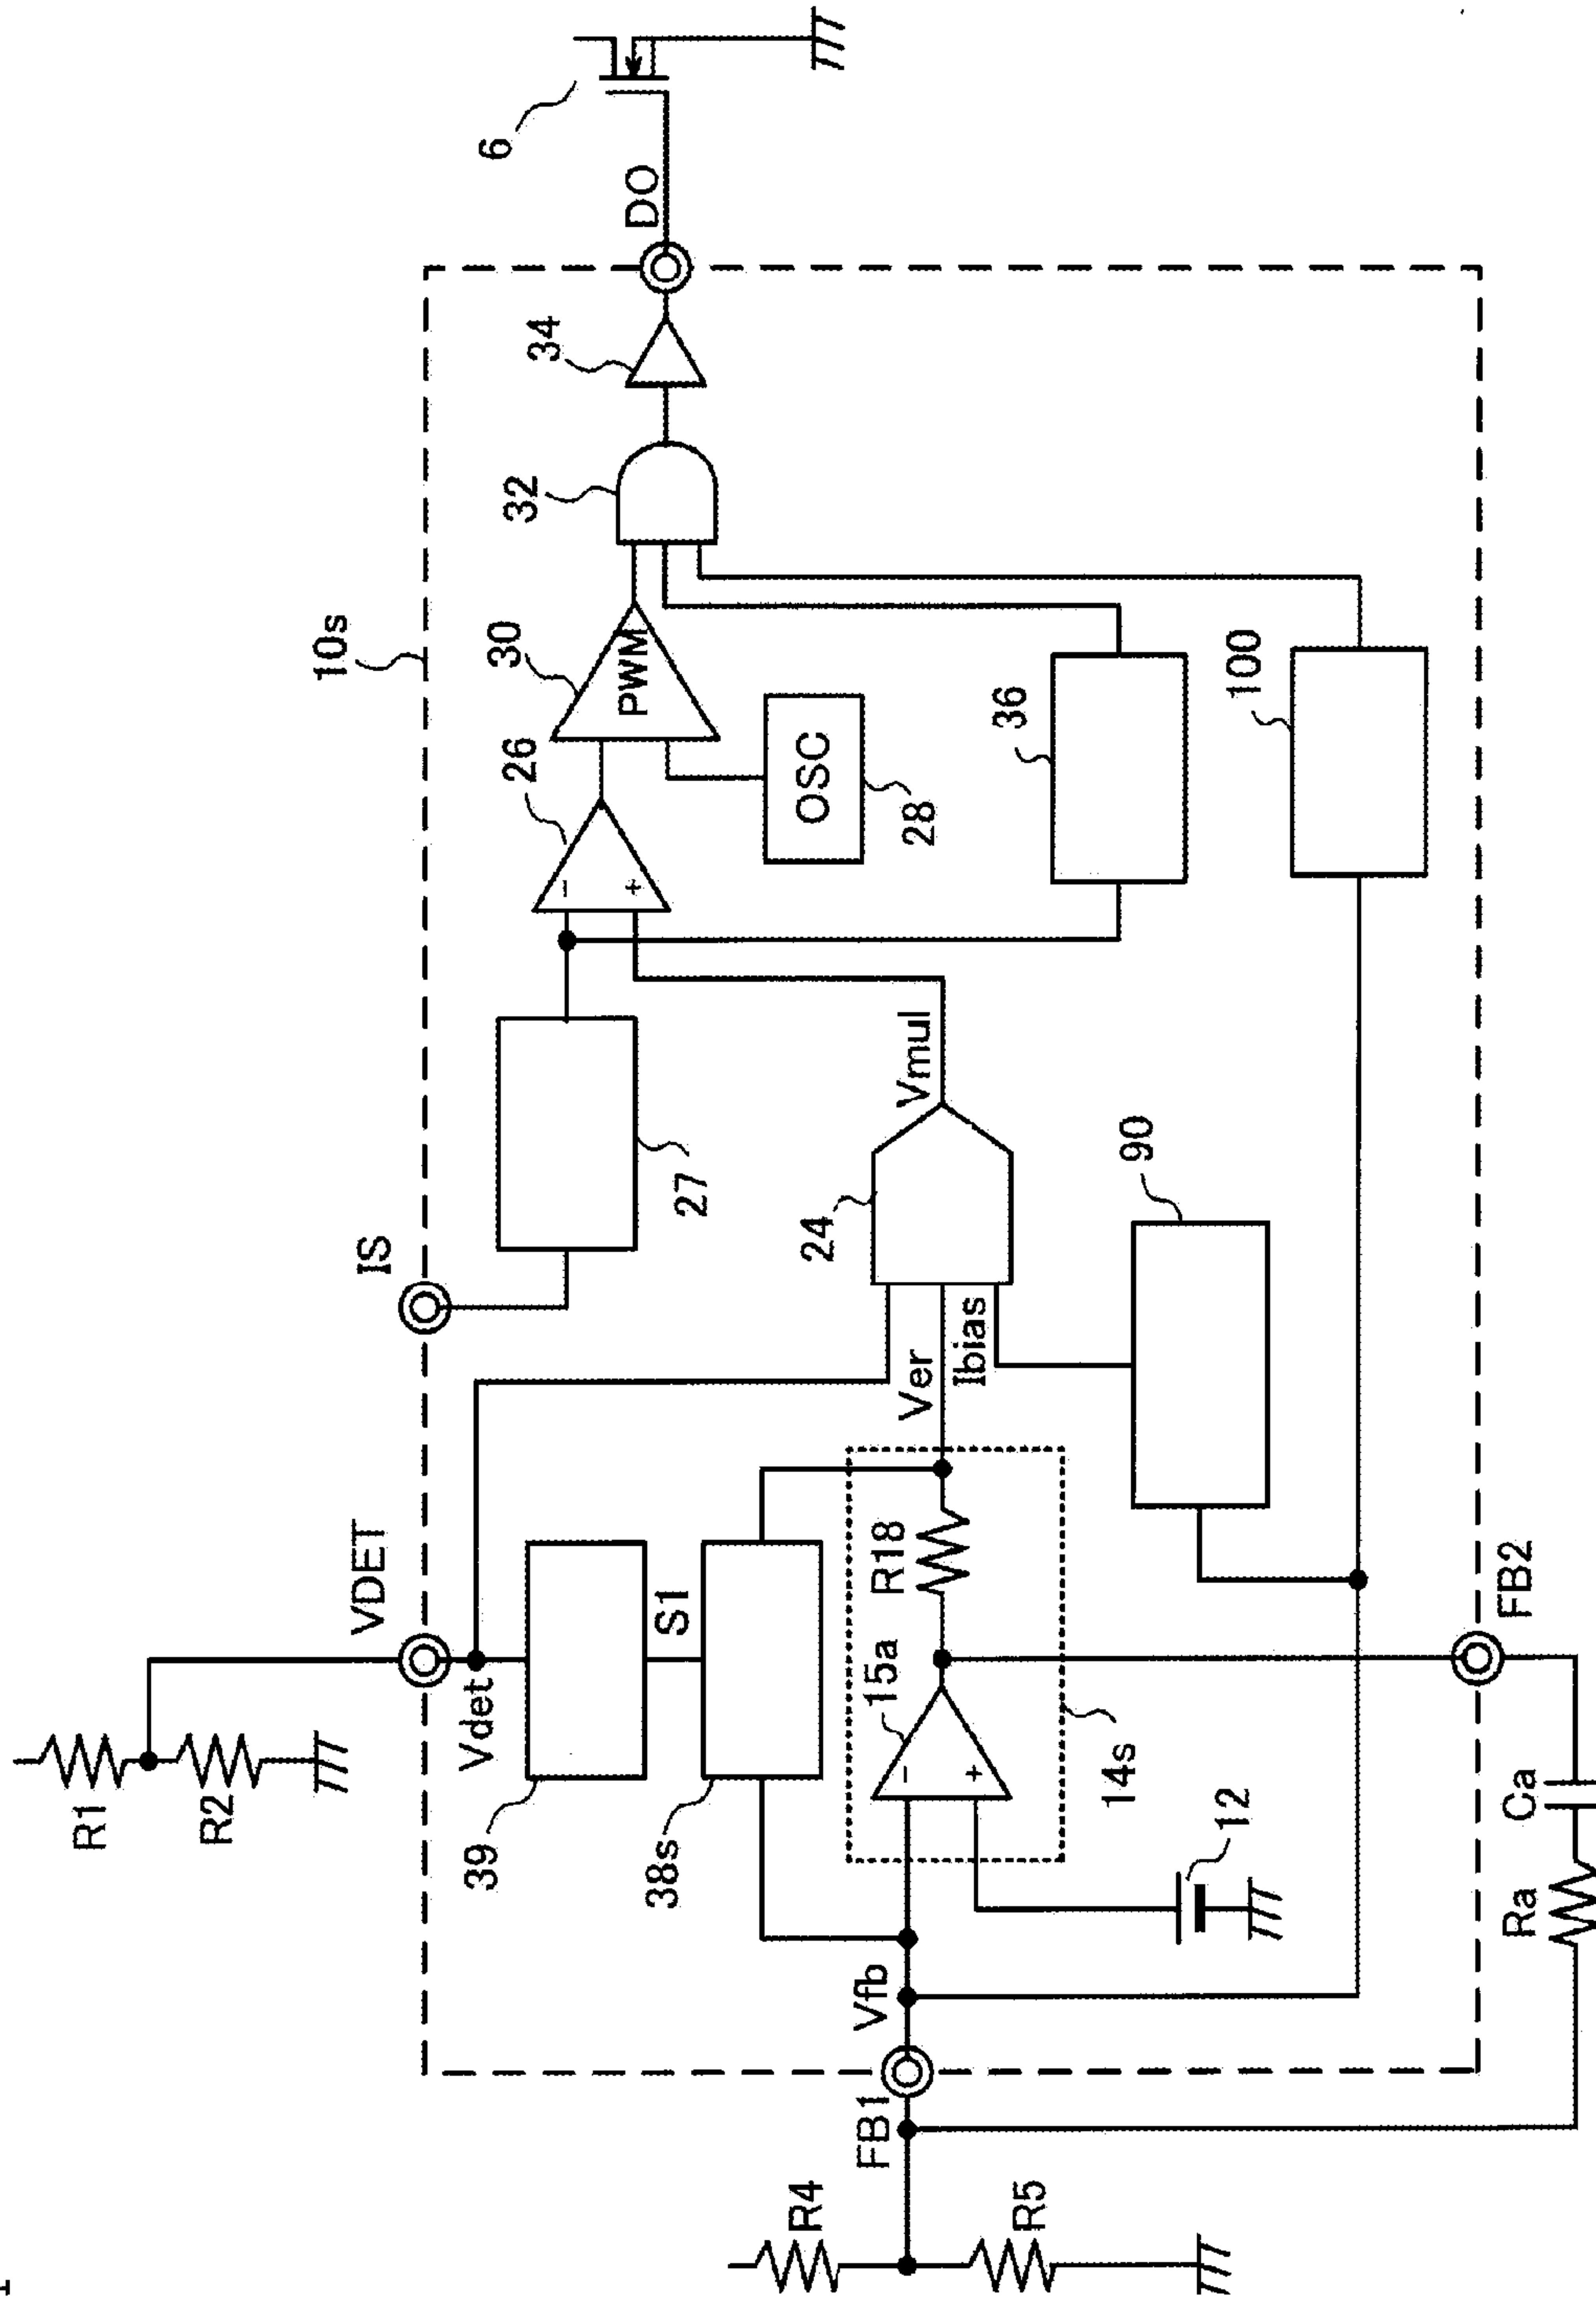 R1
R2
VDET
Vdet
IS
10s
6
DO
39
S1
38s
27
26
-
+
30
PWM
32
34
OSC
28
36
100
R4
R5
FB1
Vfb
15a
-
+
R18
14s
12
Ver
Ibias
24
Vmul
90
FB2
Ra
Ca